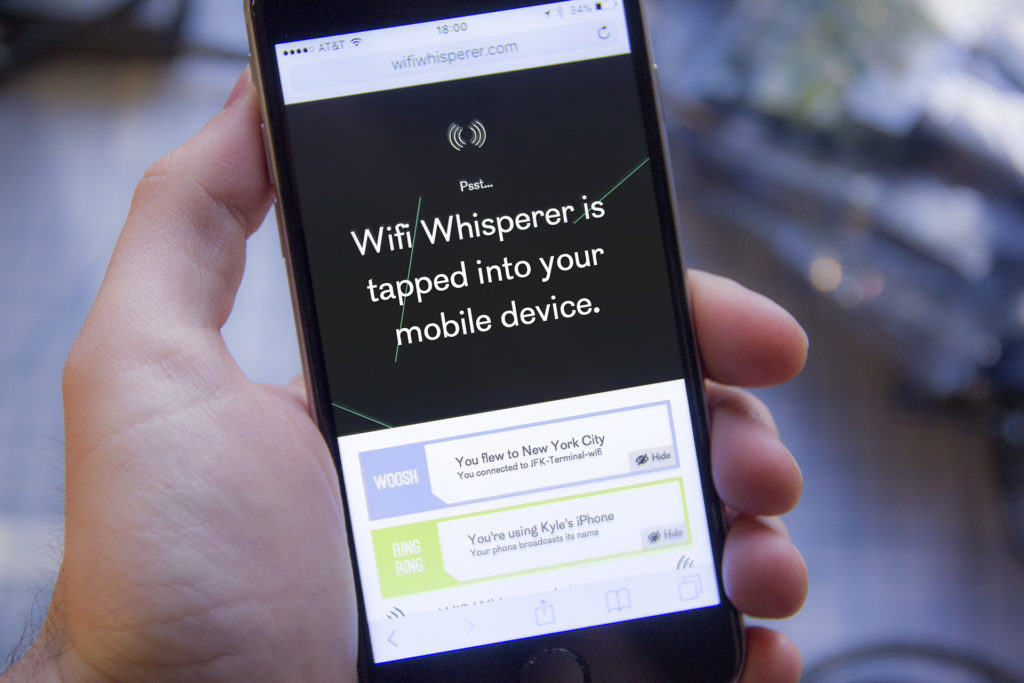 AT&T 18:00 34%
wifiwhisperer.com
Psst...
Wifi Whisperer is
tapped into your
mobile device.
WOOSH
You flew to New York City
You connected to JFK-Terminal-wifi
Hide
RING
RING
You're using Kyle's iPhone
Your phone broadcasts its name
Hide